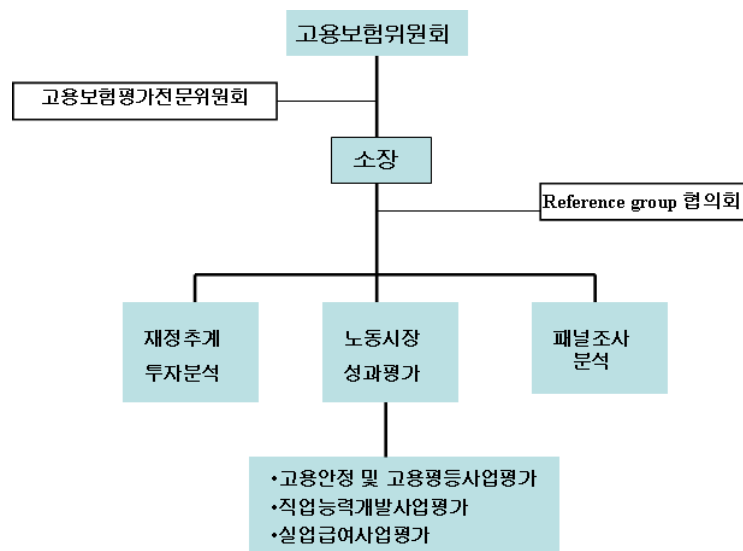 고용보험위원회
고용보험평가전문위원회
소장
Reference group 협의회
재정추계
투자분석
노동시장
성과평가
패널조사
분석
•고용안정 및 고용평등사업평가
•직업능력개발사업평가
•실업급여사업평가